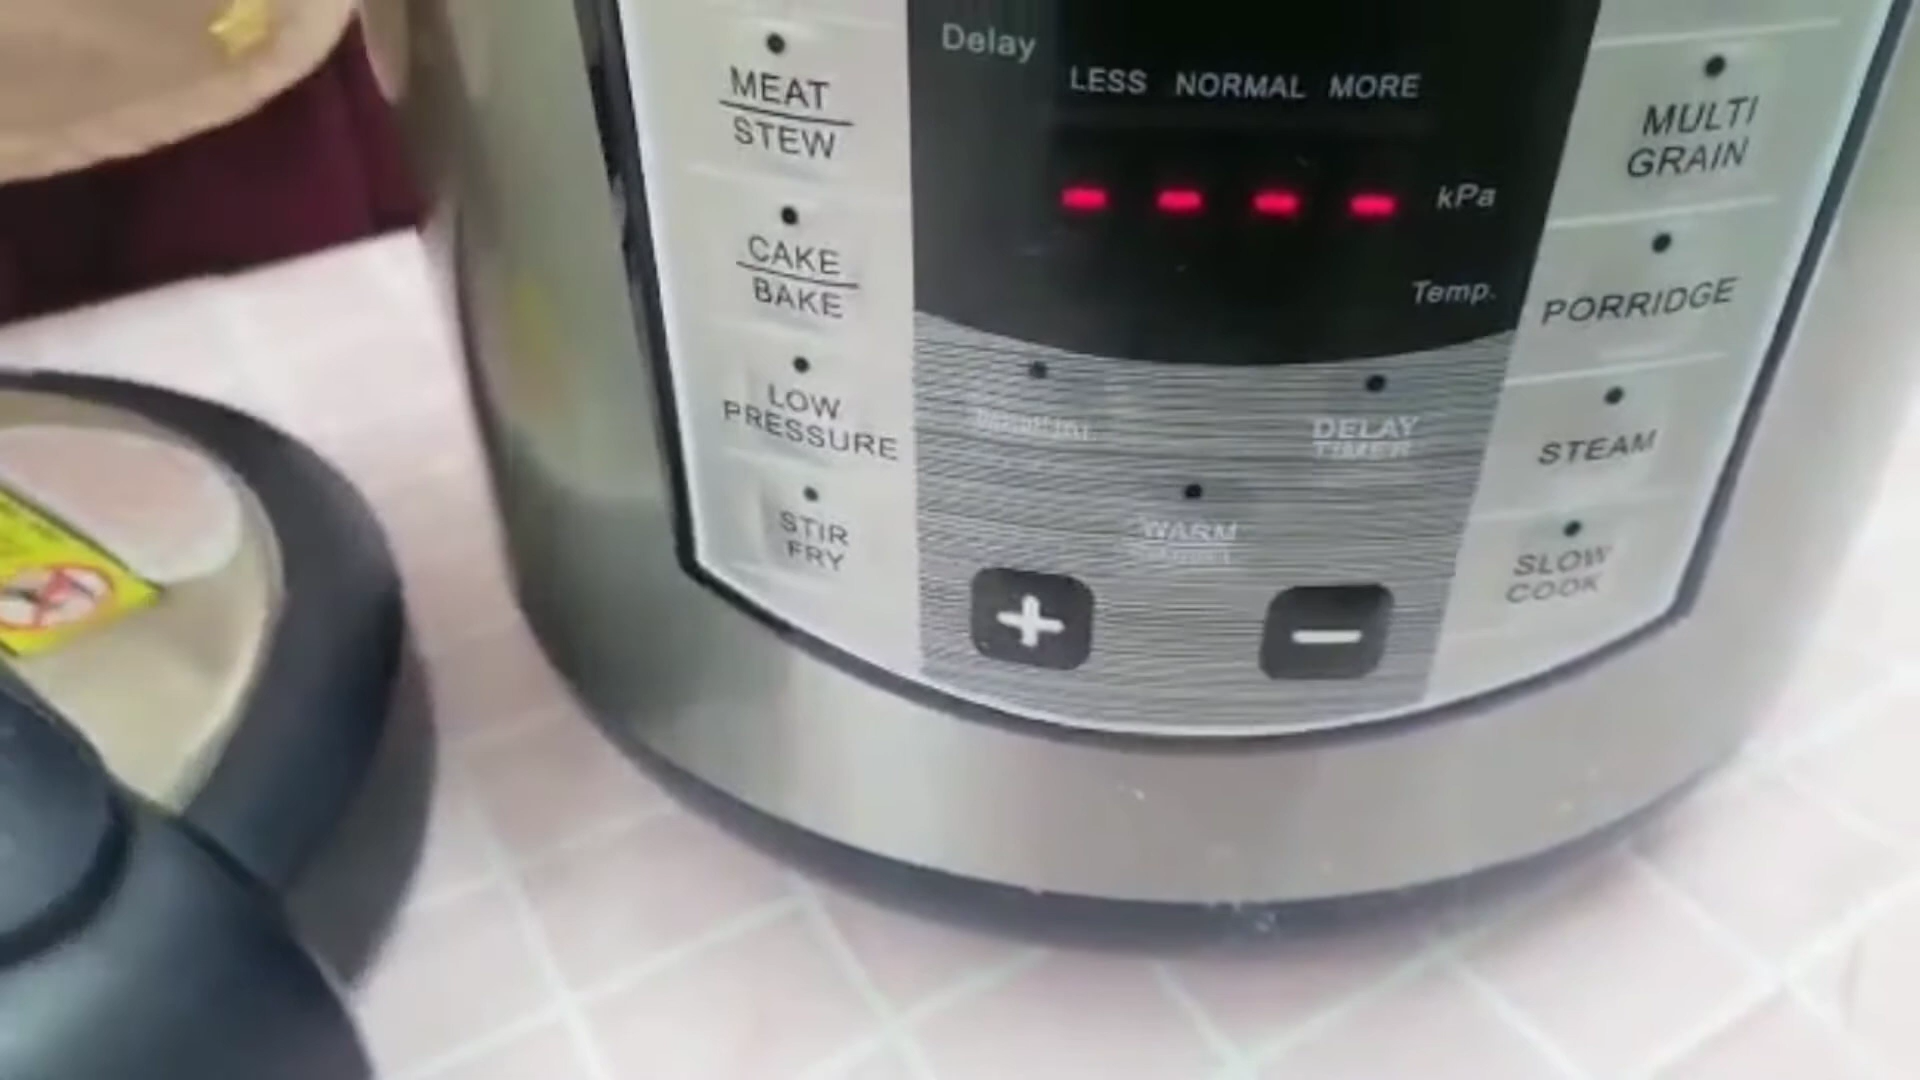 MEAT
STEW
CAKE
BAKE
LOW
PRESSURE
STIR
FRY
Delay
LESS NORMAL MORE
- - - - kPa
Temp.
DELAY
TIMER
WARM
+ −
MULTI
GRAIN
PORRIDGE
STEAM
SLOW
COOK